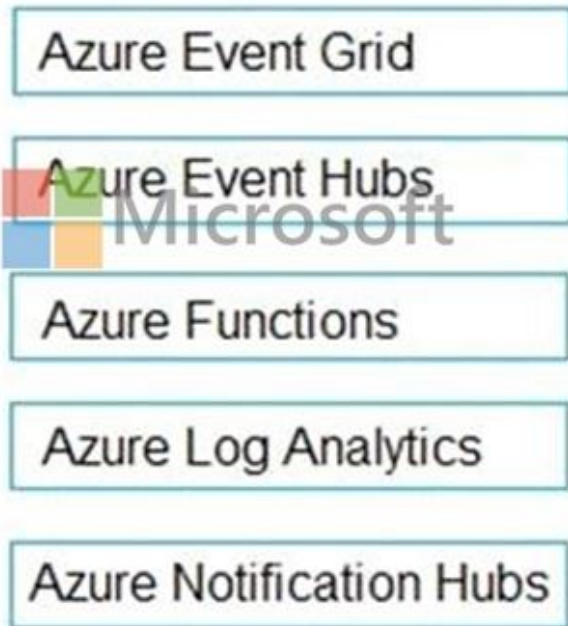 Azure Event Grid
Azure Event Hubs
Microsoft
Azure Functions
Azure Log Analytics
Azure Notification Hubs